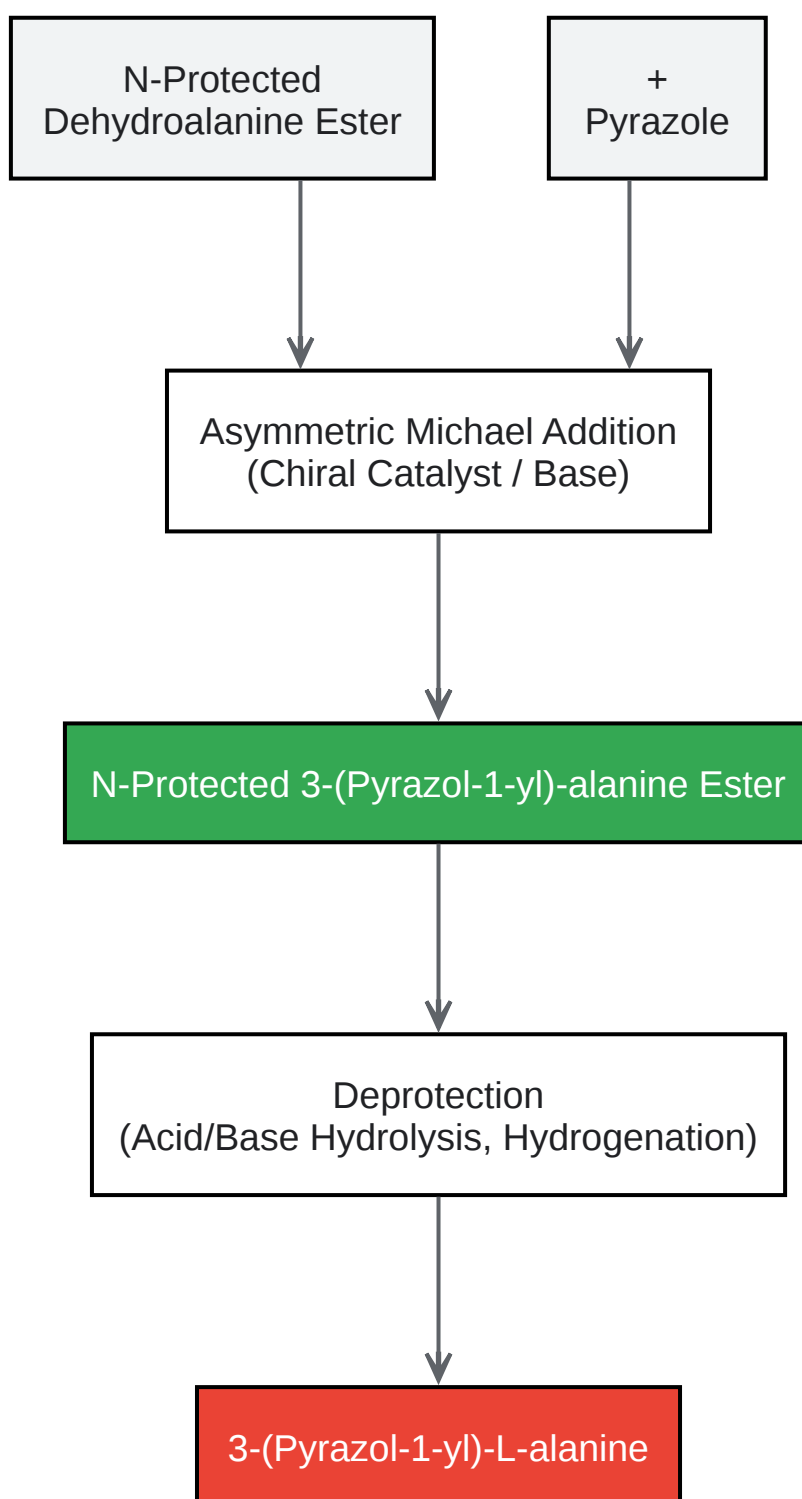 N-Protected
Dehydroalanine Ester
+
Pyrazole
Asymmetric Michael Addition
(Chiral Catalyst / Base)
N-Protected 3-(Pyrazol-1-yl)-alanine Ester
Deprotection
(Acid/Base Hydrolysis, Hydrogenation)
3-(Pyrazol-1-yl)-L-alanine